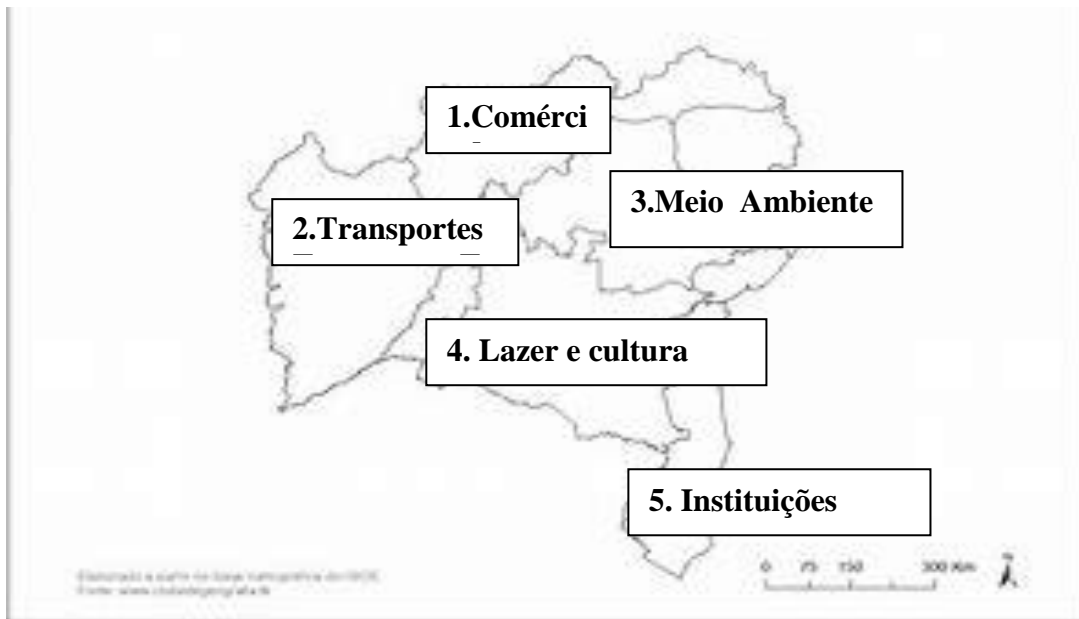 1.Comérci
3.Meio Ambiente
2.Transportes
4. Lazer e cultura
5. Instituições
0 75 150 300 Km